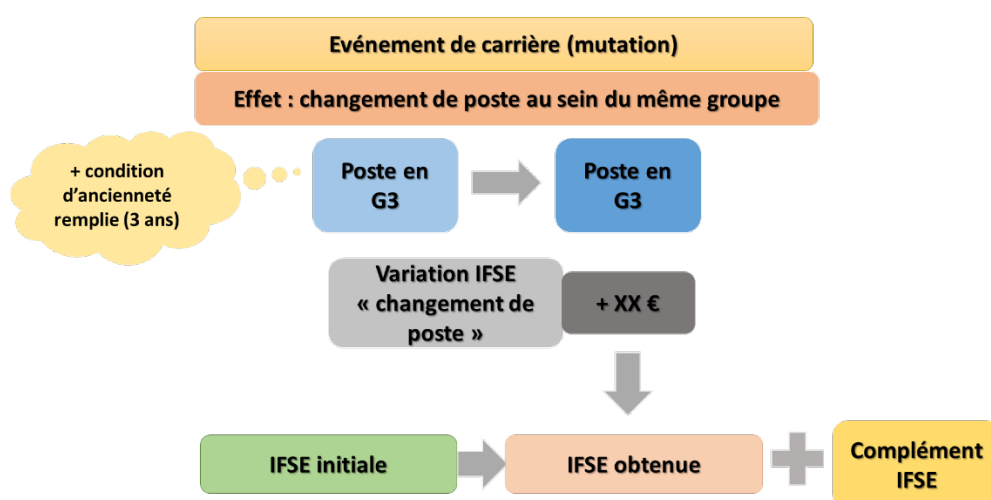 Evénement de carrière (mutation)
Effet : changement de poste au sein du même groupe
+ condition
d’ancienneté
remplie (3 ans)
Poste en
G3
Poste en
G3
Variation IFSE
« changement de
poste »
+ XX €
IFSE initiale
IFSE obtenue
Complément
IFSE